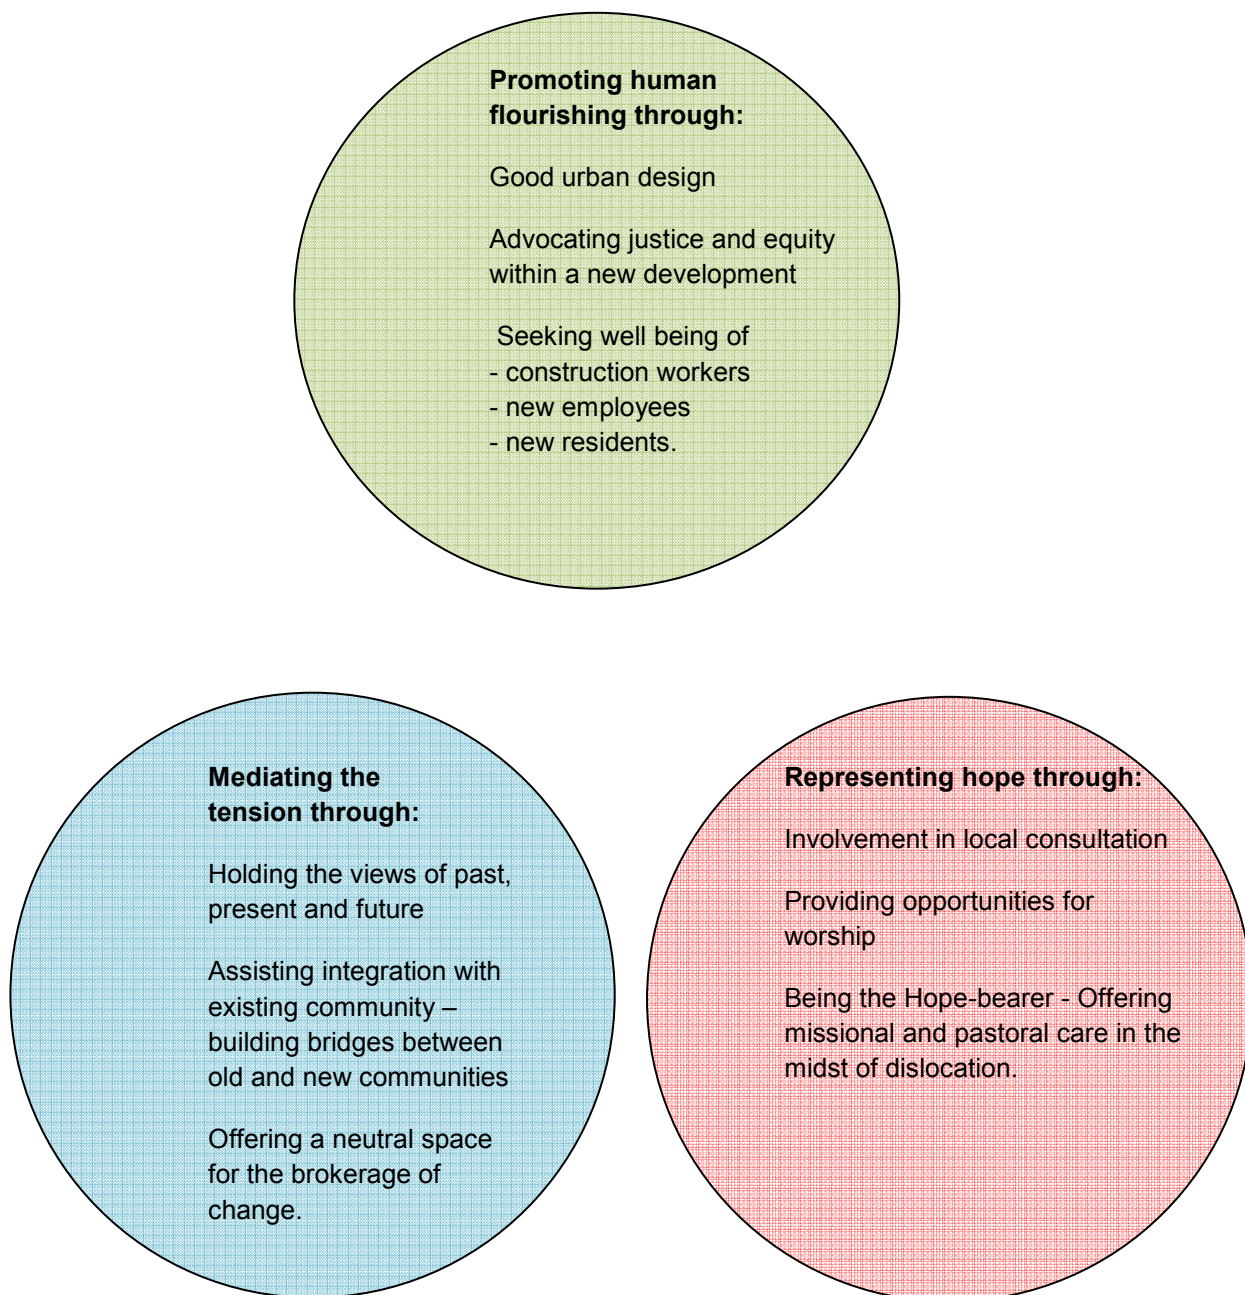 Promoting human
flourishing through:
Good urban design
Advocating justice and equity
within a new development
Seeking well being of
- construction workers
- new employees
- new residents.
Mediating the
tension through:
Holding the views of past,
present and future
Assisting integration with
existing community –
building bridges between
old and new communities
Offering a neutral space
for the brokerage of
change.
Representing hope through:
Involvement in local consultation
Providing opportunities for
worship
Being the Hope-bearer - Offering
missional and pastoral care in the
midst of dislocation.